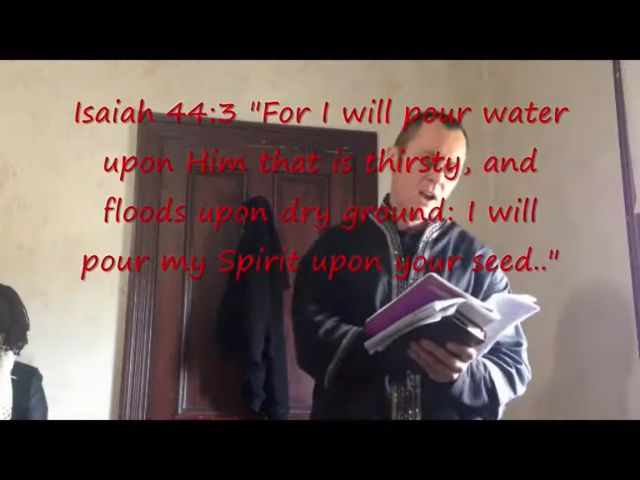 Isaiah 44:3 "For I will pour water
upon Him that is thirsty, and
floods upon dry ground: I will
pour my Spirit upon your seed.."